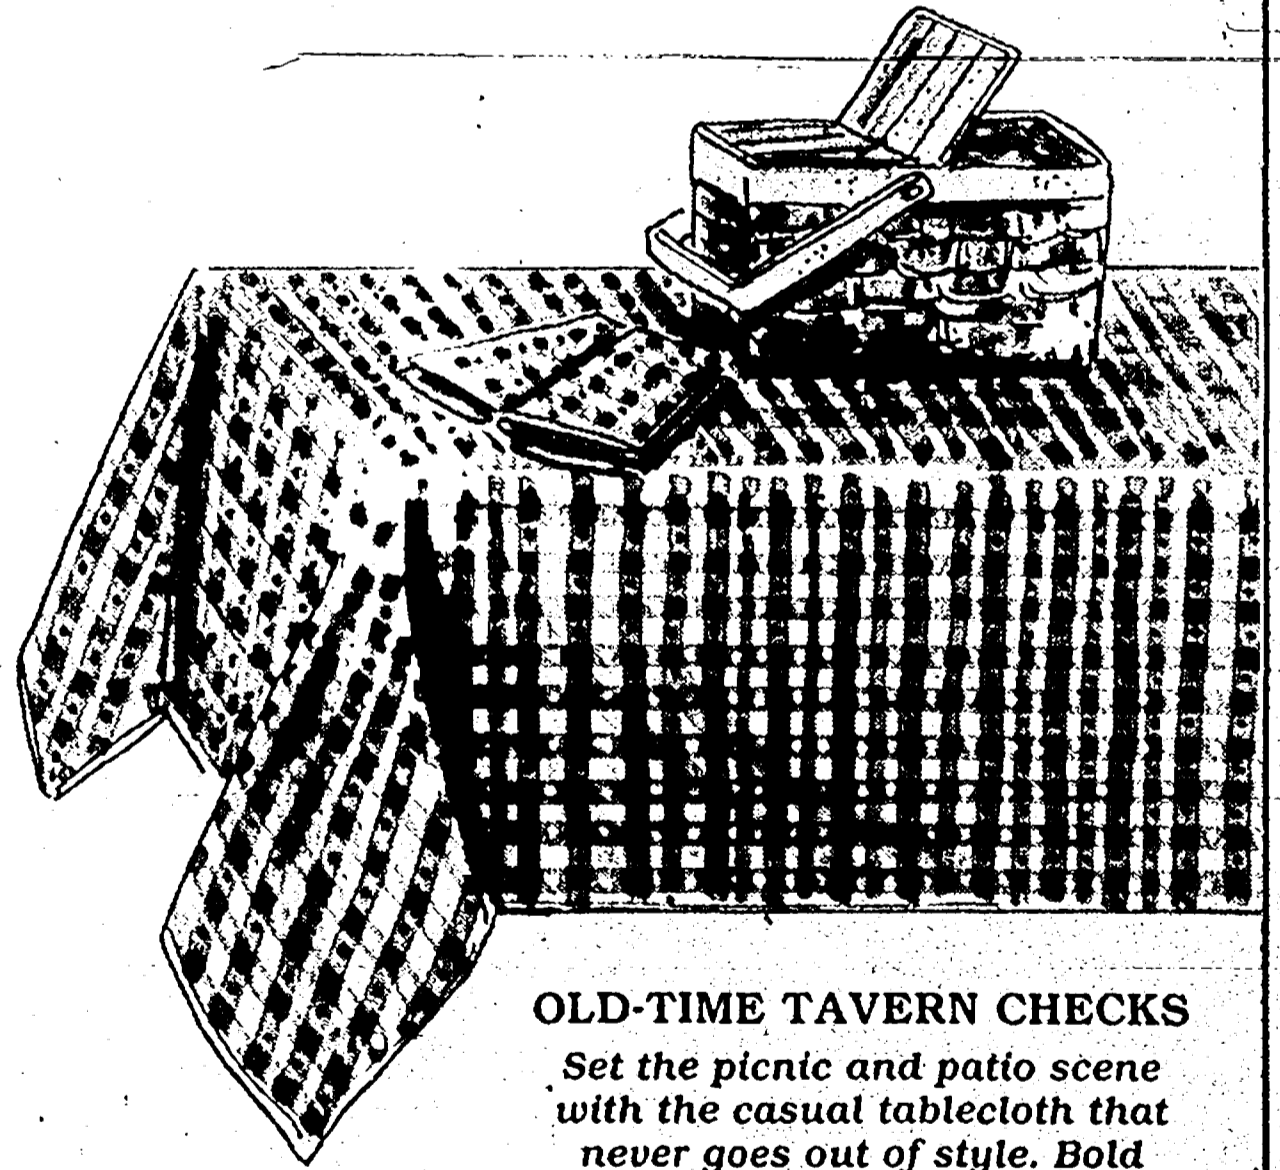 OLD-TIME TAVERN CHECKS
Set the picnic and patio scene
with the casual tablecloth that
never goes out of style. Bold